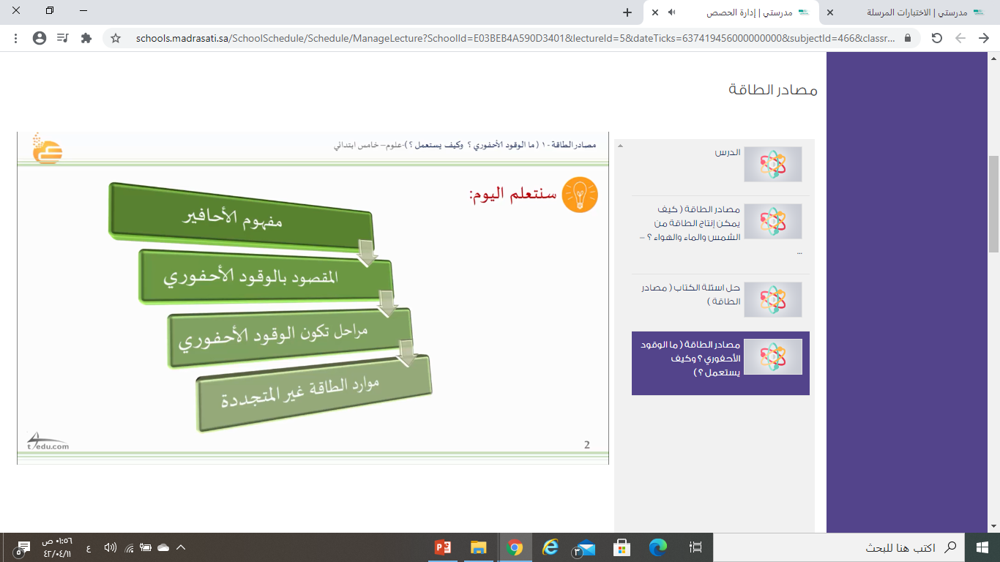 مدرستي | الاختبارات المرسلة
مدرستي | إدارة الحصص
schools.madrasati.sa/SchoolSchedule/Schedule/ManageLecture?SchoolId=E03BEB4A590D3401&lectureId=5&dateTicks=637419456000000000&subjectId=466&classr...
مصادر الطاقة
الدرس
مصادر الطاقة ( كيف
يمكن إنتاج الطاقة من
الشمس والماء والهواء ؟ –
...
حل اسئلة الكتاب ( مصادر
الطاقة )
مصادر الطاقة ( ما الوقود
الأحفوري ؟ وكيف
يستعمل ؟ )
مصادر الطاقة - ١ ( ما الوقود الأحفوري ؟ وكيف يستعمل ؟ )-علوم– خامس ابتدائي
سنتعلم اليوم:
مفهوم الأحافير
المقصود بالوقود الأحفوري
مراحل تكون الوقود الأحفوري
موارد الطاقة غير المتجددة
t4edu.com
2
اكتب هنا للبحث
٣
ع
٠١:٥٦ ص
٤٢/٠٤/١١
٥